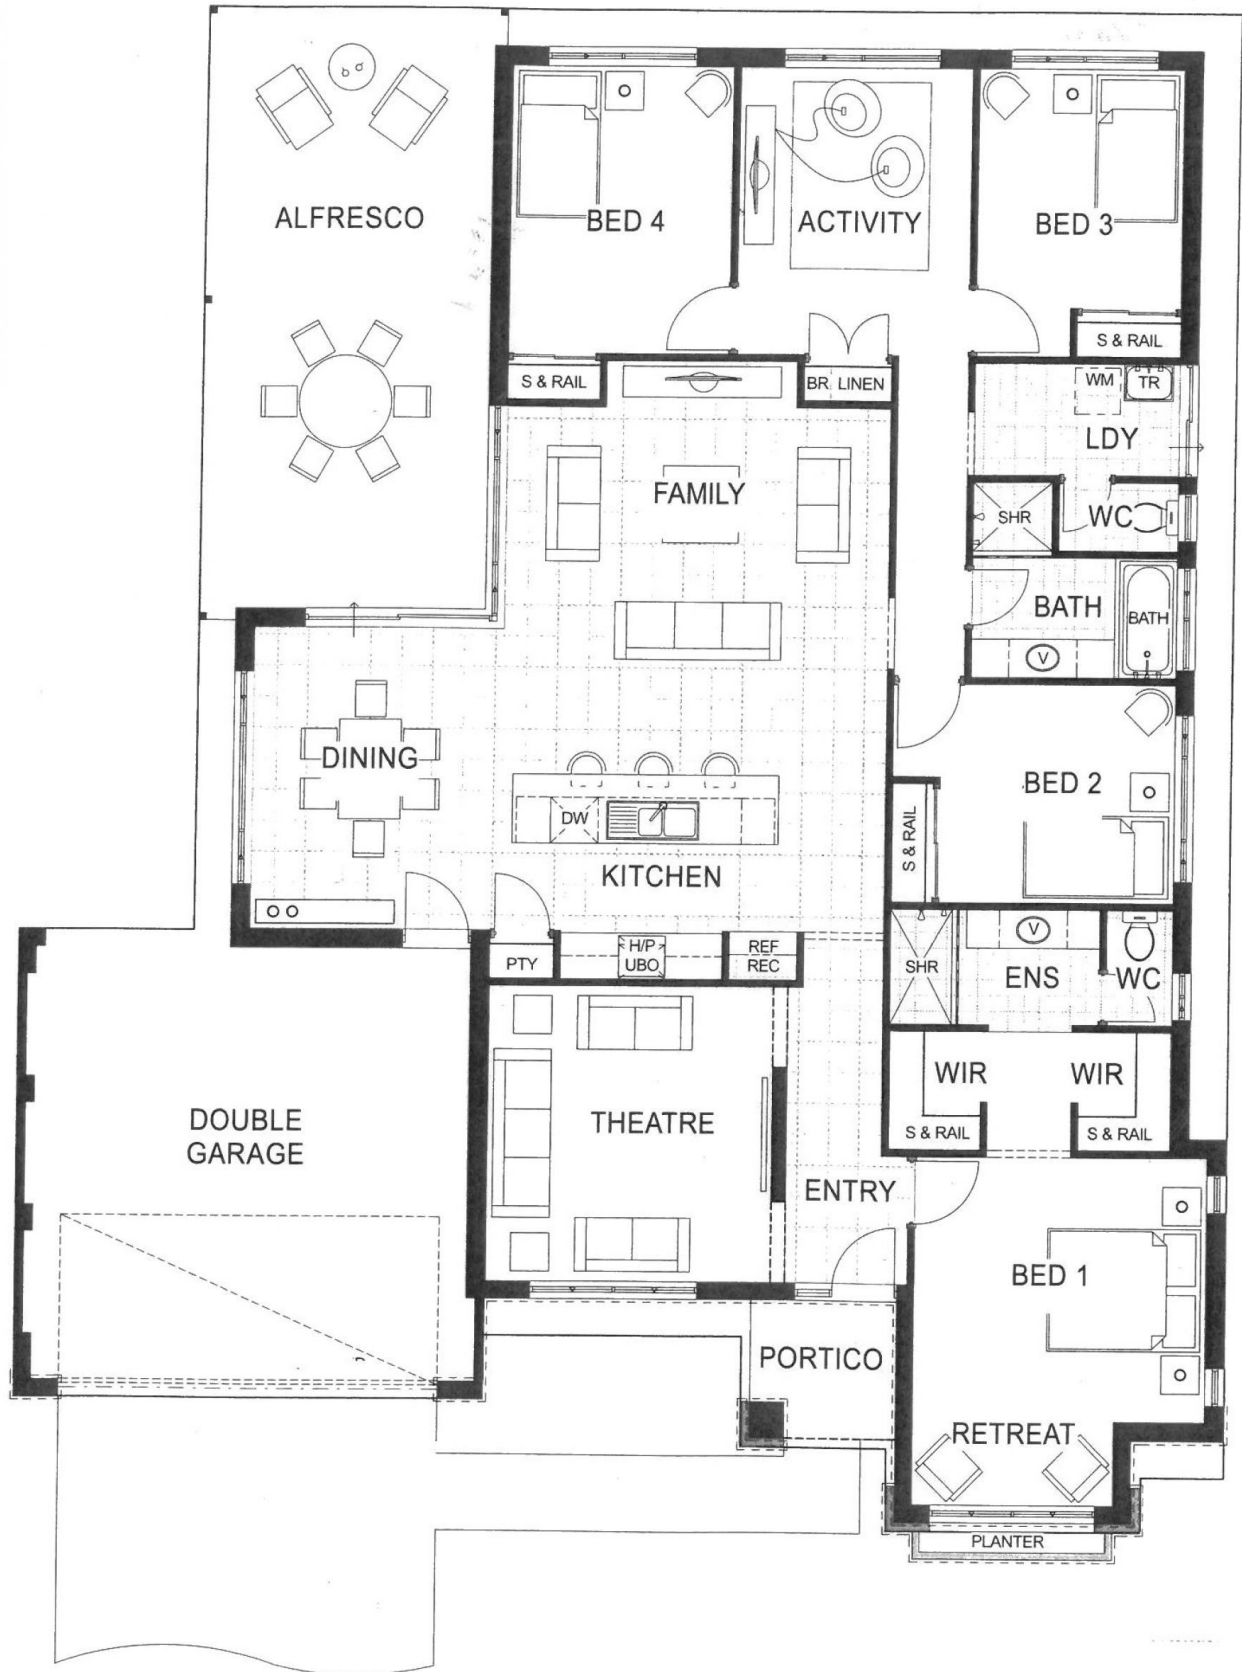 ALFRESCO
BED 4
ACTIVITY
BED 3
S & RAIL
BR. LINEN
S & RAIL
WM
TR
LDY
FAMILY
SHR
WC
BATH
BATH
V
DINING
DW
KITCHEN
BED 2
S & RAIL
PTY
H/P
UBO
REF
REC
SHR
V
ENS
WC
WIR
WIR
S & RAIL
S & RAIL
DOUBLE
GARAGE
THEATRE
ENTRY
BED 1
PORTICO
RETREAT
PLANTER